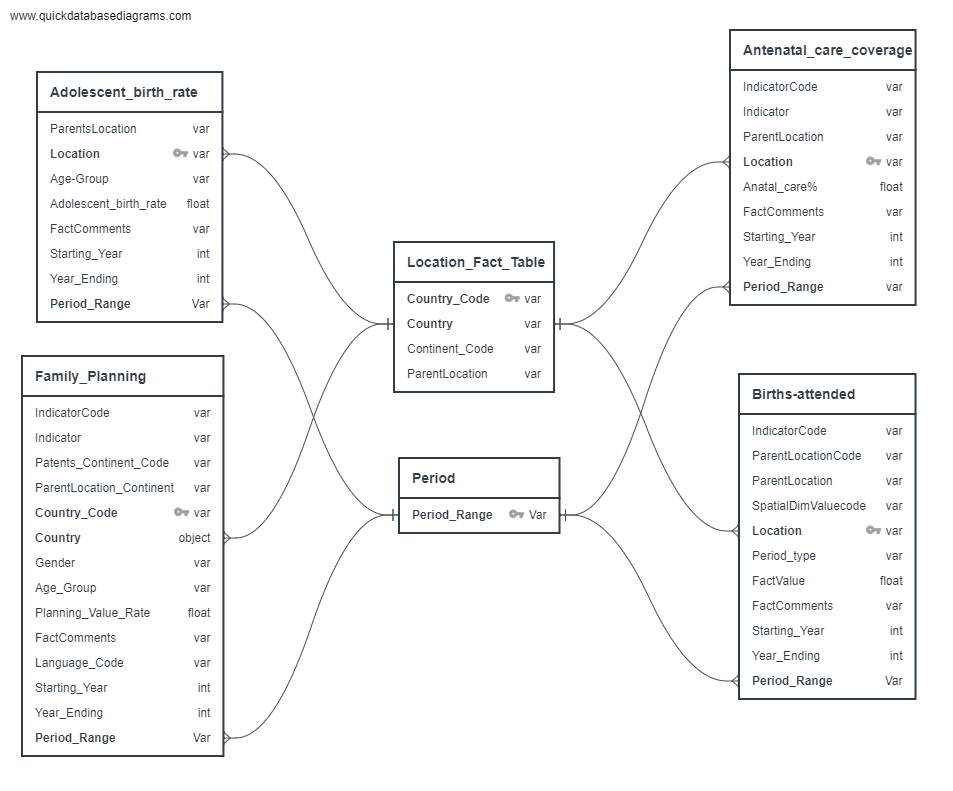 www.quickdatabasediagrams.com
Adolescent_birth_rate
ParentsLocation var
Location var
Age-Group var
Adolescent_birth_rate float
FactComments var
Starting_Year int
Year_Ending int
Period_Range Var
Family_Planning
IndicatorCode var
Indicator var
Patents_Continent_Code var
ParentLocation_Continent var
Country_Code var
Country object
Gender var
Age_Group var
Planning_Value_Rate float
FactComments var
Language_Code var
Starting_Year int
Year_Ending int
Period_Range Var
Location_Fact_Table
Country_Code var
Country var
Continent_Code var
ParentLocation var
Period
Period_Range Var
Antenatal_care_coverage
IndicatorCode var
Indicator var
ParentLocation var
Location var
Anatal_care% float
FactComments var
Starting_Year int
Year_Ending int
Period_Range var
Births-attended
IndicatorCode var
ParentLocationCode var
ParentLocation var
SpatialDimValuecode var
Location var
Period_type var
FactValue float
FactComments var
Starting_Year int
Year_Ending int
Period_Range Var